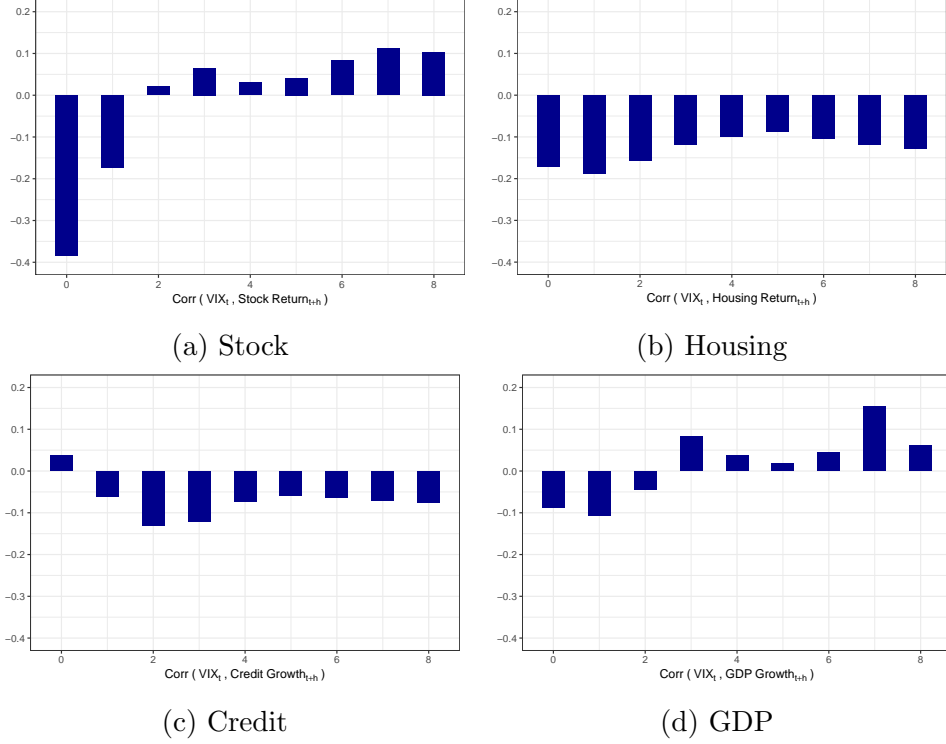 0.2
0.1
0.0
−0.1
−0.2
−0.3
−0.4
0 2 4 6 8
Corr ( VIXt , Stock Returnt+h )
(a) Stock
0.2
0.1
0.0
−0.1
−0.2
−0.3
−0.4
0 2 4 6 8
Corr ( VIXt , Housing Returnt+h )
(b) Housing
0.2
0.1
0.0
−0.1
−0.2
−0.3
−0.4
0 2 4 6 8
Corr ( VIXt , Credit Growtht+h )
(c) Credit
0.2
0.1
0.0
−0.1
−0.2
−0.3
−0.4
0 2 4 6 8
Corr ( VIXt , GDP Growtht+h )
(d) GDP